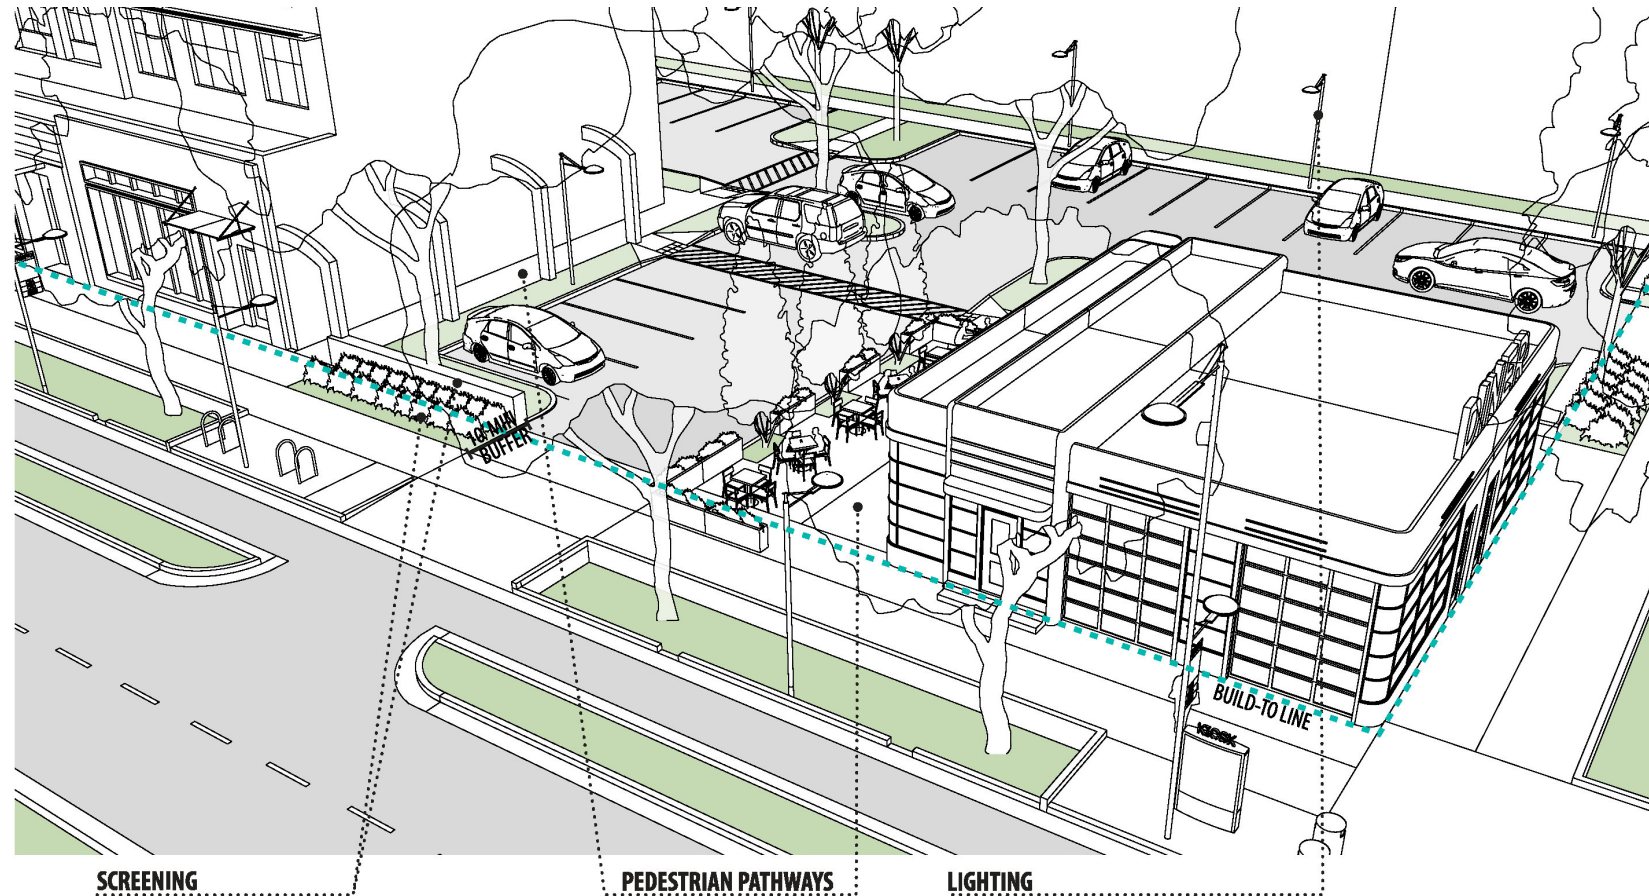 10' MIN
BUFFER
BUILD-TO LINE
KIOSK
SCREENING
PEDESTRIAN PATHWAYS
LIGHTING